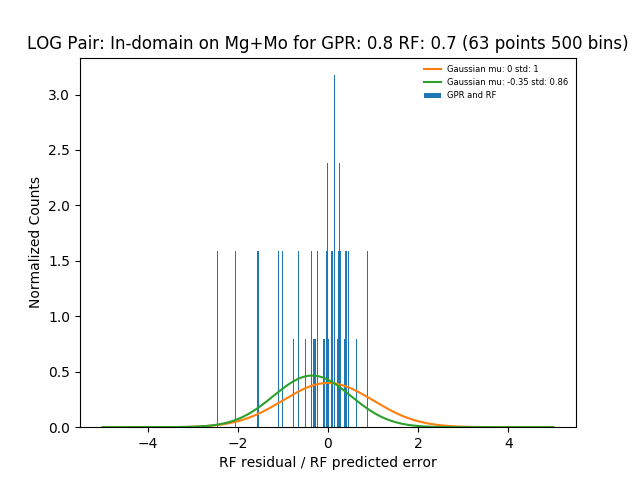 LOG Pair: In-domain on Mg+Mo for GPR: 0.8 RF: 0.7 (63 points 500 bins)
Gaussian mu: 0 std: 1
Gaussian mu: -0.35 std: 0.86
GPR and RF
Normalized Counts
3.0
2.5
2.0
1.5
1.0
0.5
0.0
−4 −2 0 2 4
RF residual / RF predicted error